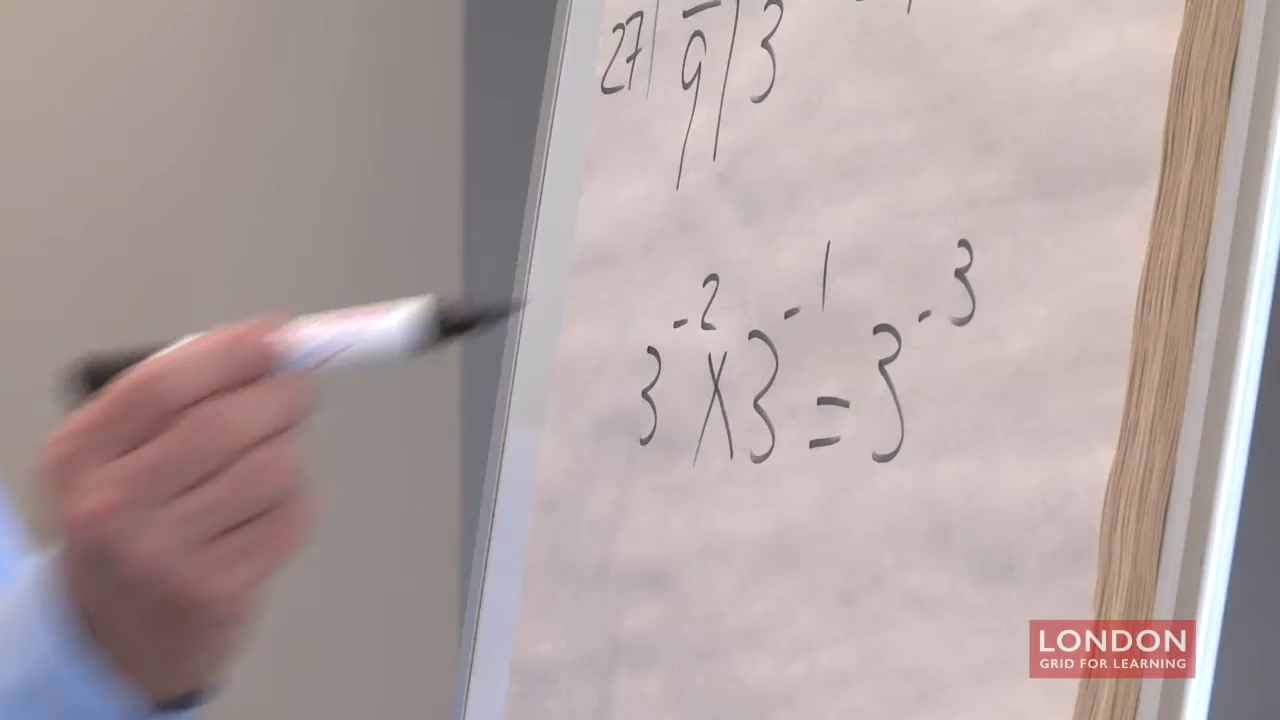 27 | 9 | 3
3⁻² × 3⁻¹ = 3⁻³
LONDON
GRID FOR LEARNING